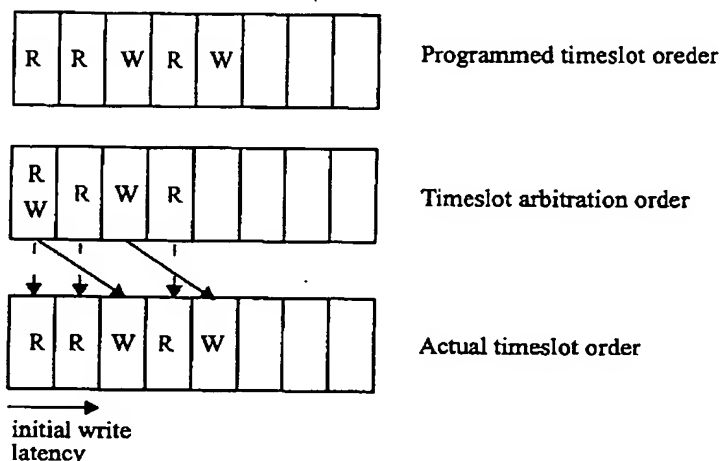 R R W R W
Programmed timeslot oreder
R
W R W R
Timeslot arbitration order
R R W R W
Actual timeslot order
initial write
latency